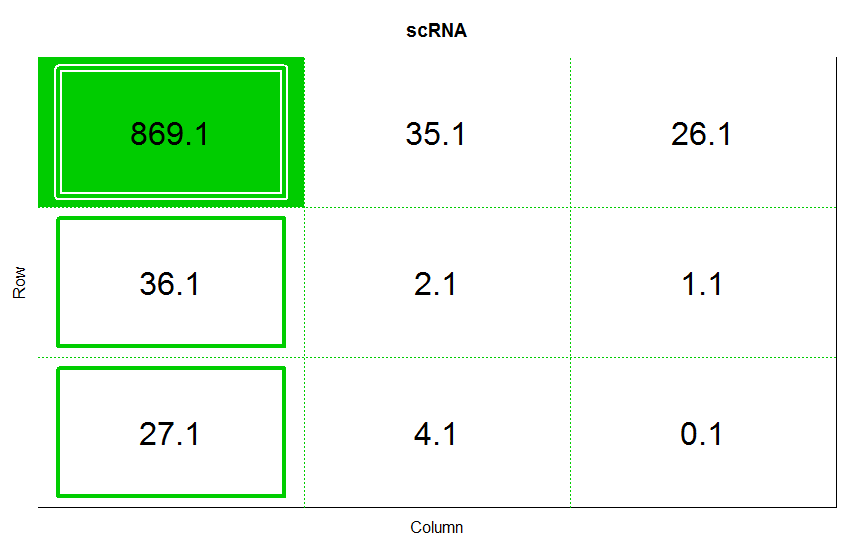 scRNA
869.1 35.1 26.1
Row
36.1 2.1 1.1
27.1 4.1 0.1
Column